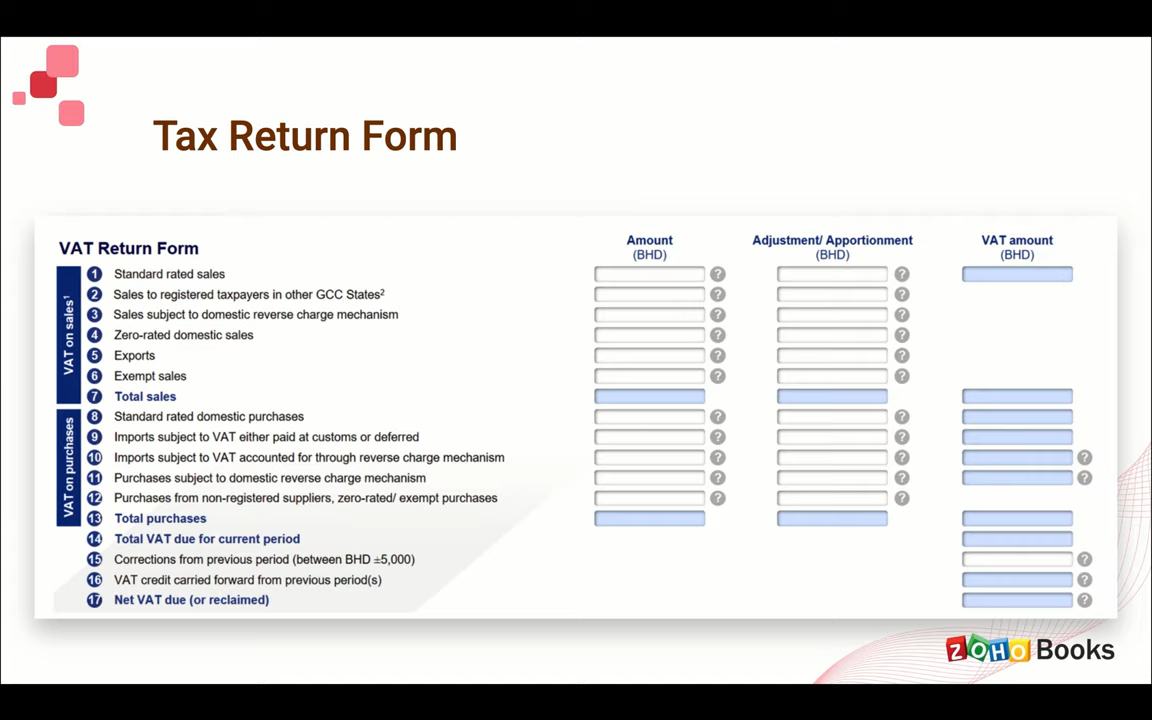 Tax Return Form
VAT Return Form
Amount
(BHD)
Adjustment/ Apportionment
(BHD)
VAT amount
(BHD)
VAT on sales¹
1 Standard rated sales ? ?
2 Sales to registered taxpayers in other GCC States² ? ?
3 Sales subject to domestic reverse charge mechanism ? ?
4 Zero-rated domestic sales ? ?
5 Exports ? ?
6 Exempt sales ? ?
7 Total sales
VAT on purchases
8 Standard rated domestic purchases ? ?
9 Imports subject to VAT either paid at customs or deferred ? ?
10 Imports subject to VAT accounted for through reverse charge mechanism ? ? ?
11 Purchases subject to domestic reverse charge mechanism ? ? ?
12 Purchases from non-registered suppliers, zero-rated/ exempt purchases ? ?
13 Total purchases
14 Total VAT due for current period
15 Corrections from previous period (between BHD ±5,000) ?
16 VAT credit carried forward from previous period(s) ?
17 Net VAT due (or reclaimed) ?
ZOHO Books